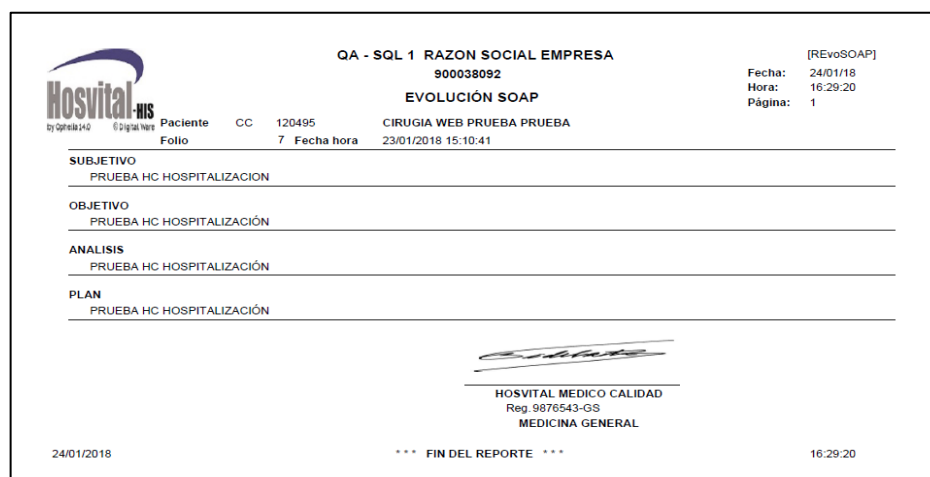 QA - SQL 1 RAZON SOCIAL EMPRESA
[REvoSOAP]
900038092
Fecha: 24/01/18
Hora: 16:29:20
EVOLUCIÓN SOAP
Página: 1
Hosvital-HIS
by Ophelia 14.0 © Digital Ware
Paciente CC 120495 CIRUGIA WEB PRUEBA PRUEBA
Folio 7 Fecha hora 23/01/2018 15:10:41
SUBJETIVO
PRUEBA HC HOSPITALIZACION
OBJETIVO
PRUEBA HC HOSPITALIZACIÓN
ANALISIS
PRUEBA HC HOSPITALIZACIÓN
PLAN
PRUEBA HC HOSPITALIZACIÓN
HOSVITAL MEDICO CALIDAD
Reg. 9876543-GS
MEDICINA GENERAL
24/01/2018 *** FIN DEL REPORTE *** 16:29:20